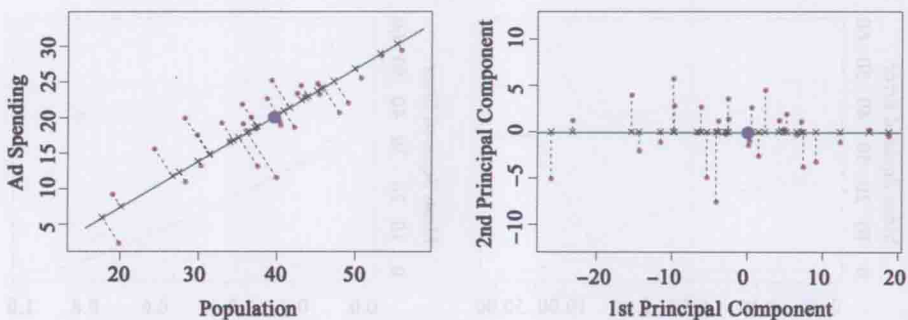 Ad Spending
5 10 15 20 25 30
20 30 40 50
Population
2nd Principal Component
−10 −5 0 5 10
−20 −10 0 10 20
1st Principal Component